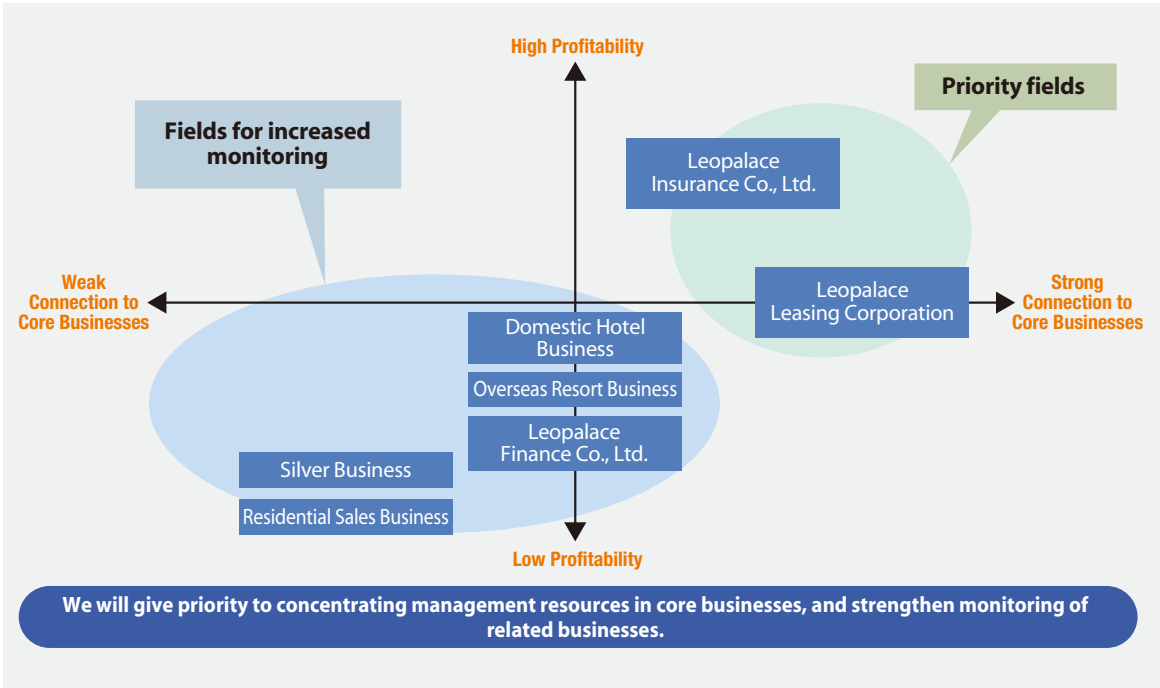 High Profitability
Priority fields
Fields for increased
monitoring
Leopalace
Insurance Co., Ltd.
Weak
Connection to
Core Businesses
Leopalace
Leasing Corporation
Strong
Connection to
Core Businesses
Domestic Hotel
Business
Overseas Resort Business
Leopalace
Finance Co., Ltd.
Silver Business
Residential Sales Business
Low Profitability
We will give priority to concentrating management resources in core businesses, and strengthen monitoring of
related businesses.